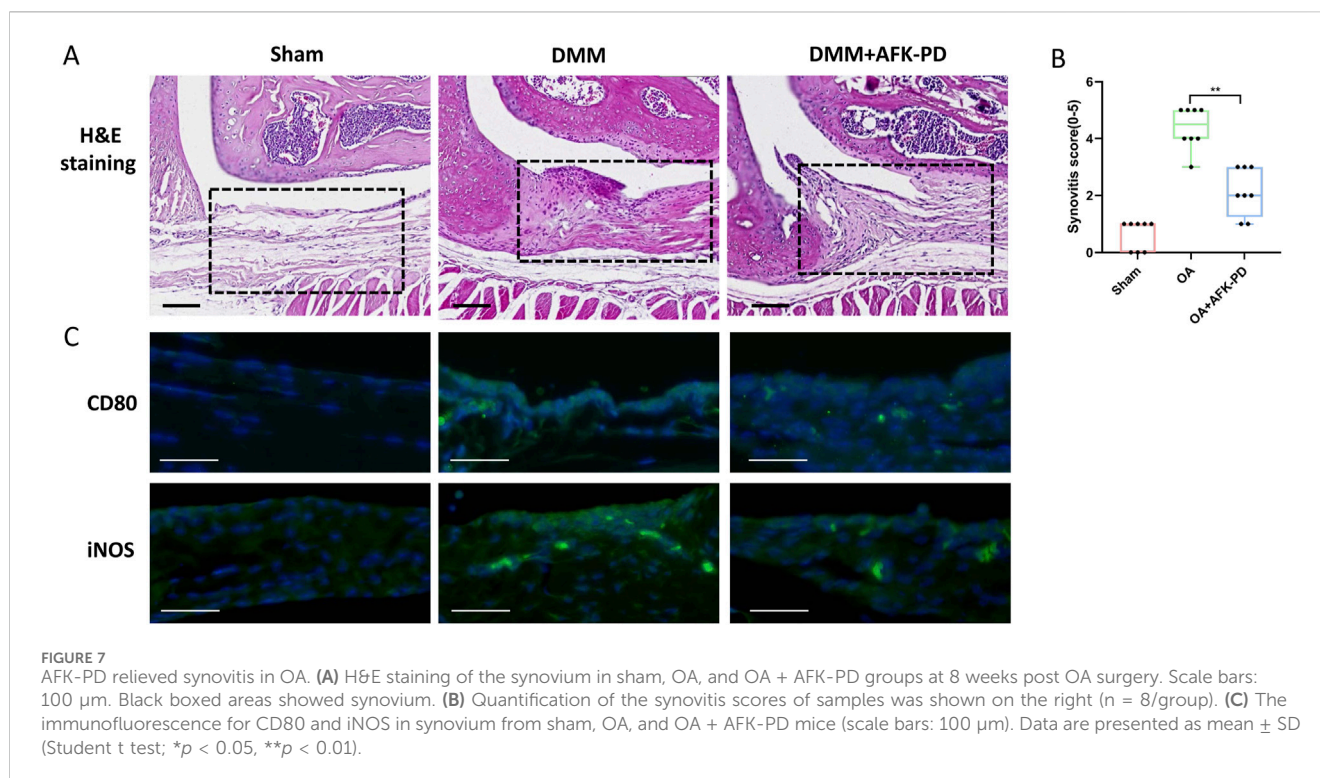 A
Sham
DMM
DMM+AFK-PD
B
H&E
staining
Synovitis score(0-5)
6
4
2
0
**
Sham
OA
OA+AFK-PD
C
CD80
iNOS
FIGURE 7
AFK-PD relieved synovitis in OA. (A) H&E staining of the synovium in sham, OA, and OA + AFK-PD groups at 8 weeks post OA surgery. Scale bars:
100 μm. Black boxed areas showed synovium. (B) Quantification of the synovitis scores of samples was shown on the right (n = 8/group). (C) The
immunofluorescence for CD80 and iNOS in synovium from sham, OA, and OA + AFK-PD mice (scale bars: 100 μm). Data are presented as mean ± SD
(Student t test; *p < 0.05, **p < 0.01).